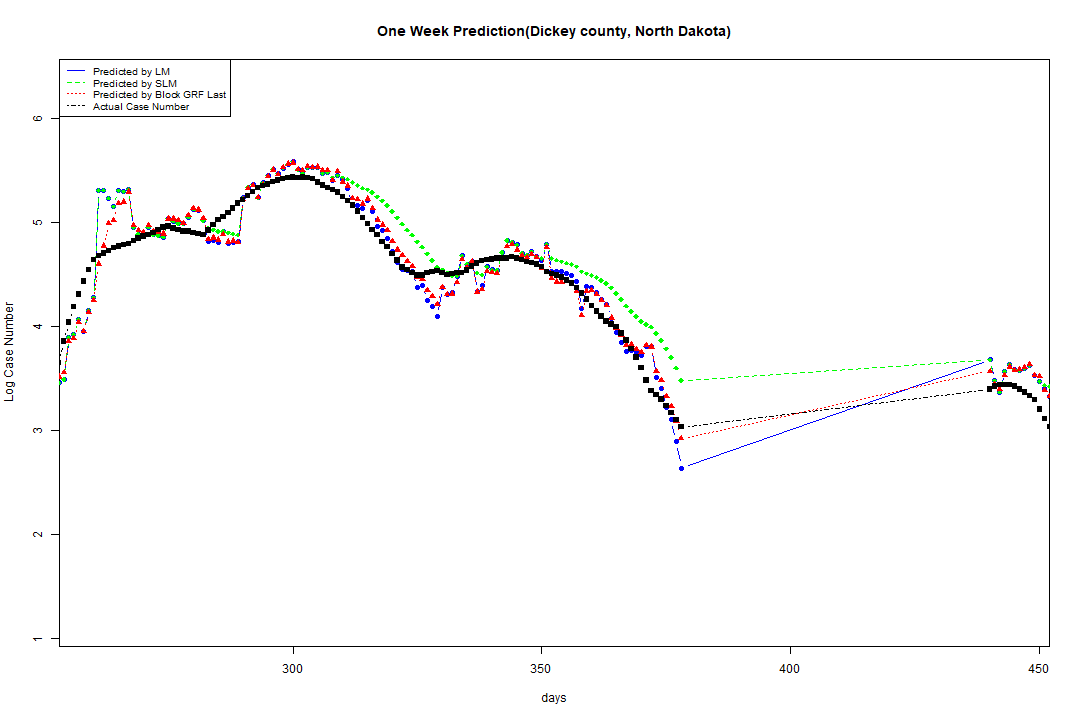 One Week Prediction(Dickey county, North Dakota)
Predicted by LM
Predicted by SLM
Predicted by Block GRF Last
Actual Case Number
Log Case Number
6
5
4
3
2
1
300
350
400
450
days